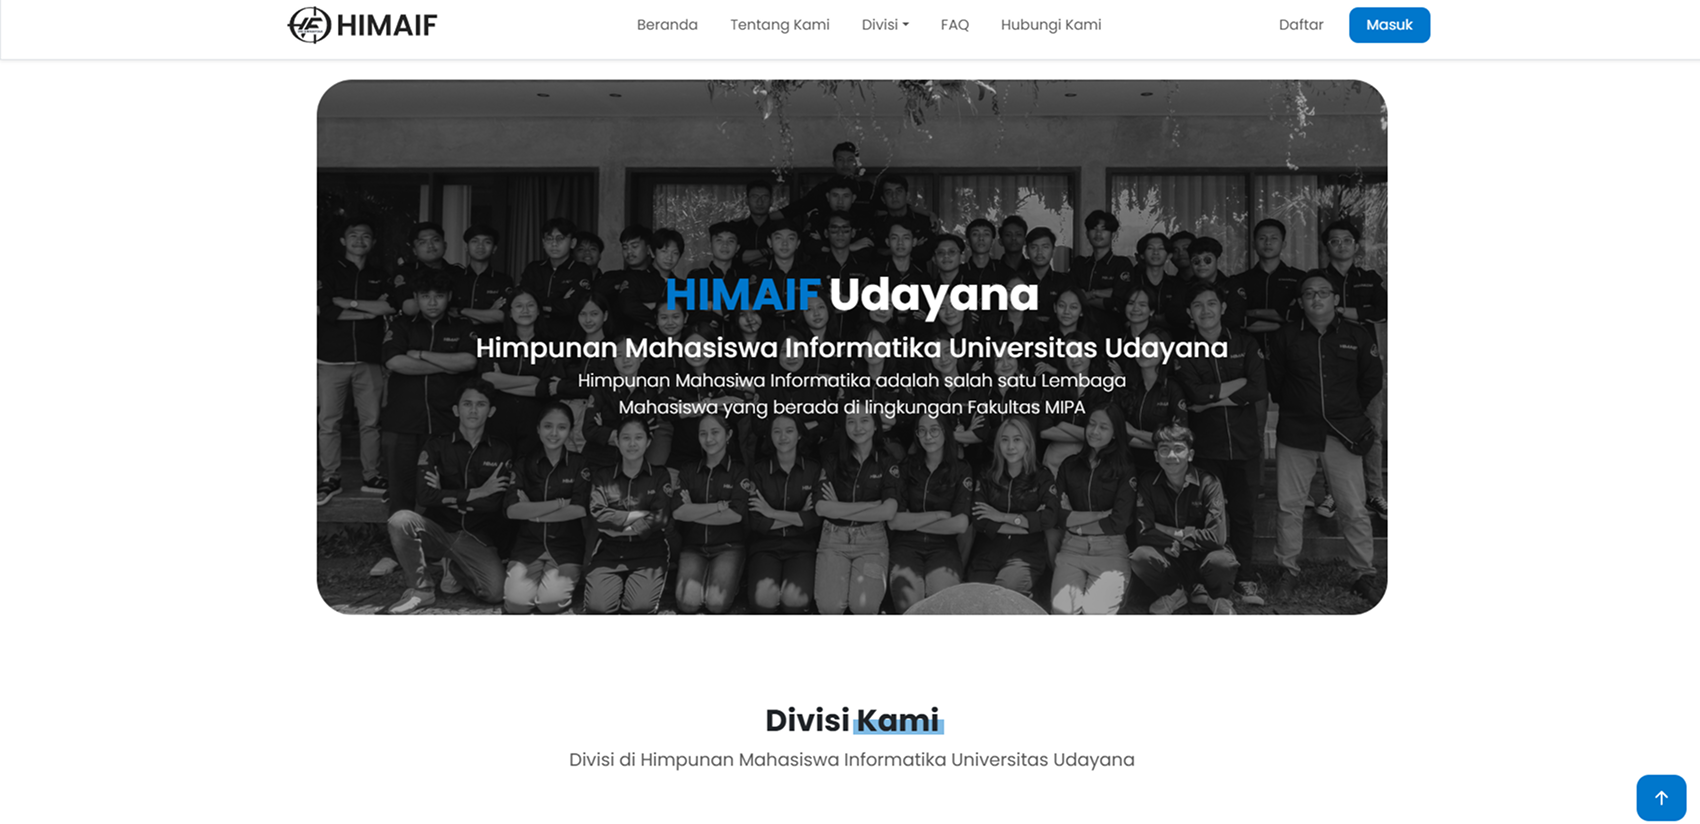 HIMAIF
Beranda
Tentang Kami
Divisi
FAQ
Hubungi Kami
Daftar
Masuk
HIMAIF Udayana
Himpunan Mahasiswa Informatika Universitas Udayana
Himpunan Mahasiwa Informatika adalah salah satu Lembaga
Mahasiswa yang berada di lingkungan Fakultas MIPA
Divisi Kami
Divisi di Himpunan Mahasiswa Informatika Universitas Udayana